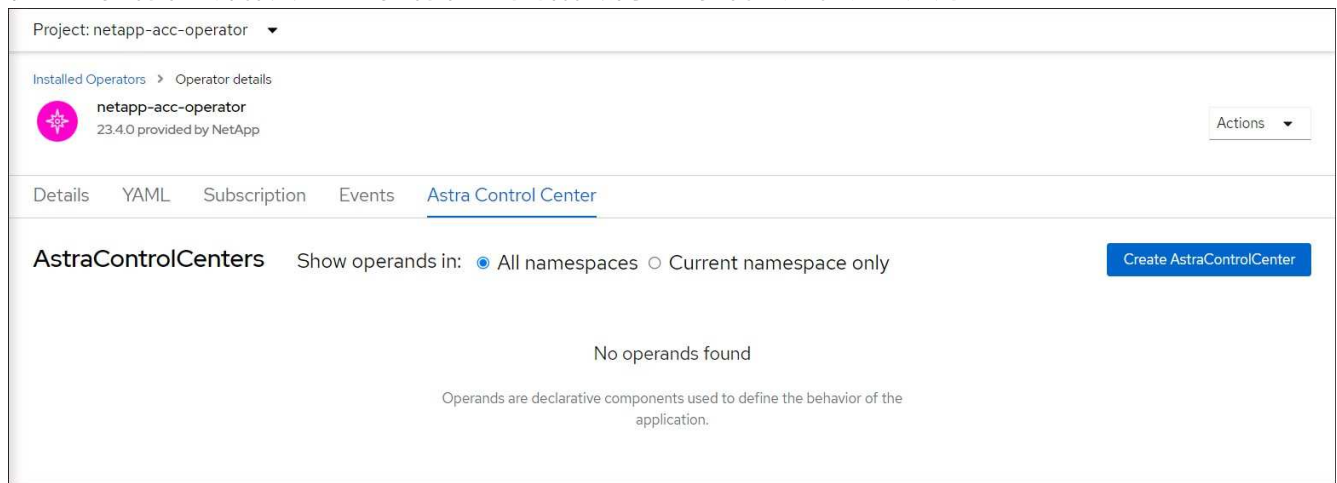 Project: netapp-acc-operator
Installed Operators > Operator details
netapp-acc-operator
23.4.0 provided by NetApp
Actions
Details YAML Subscription Events Astra Control Center
AstraControlCenters Show operands in: All namespaces Current namespace only Create AstraControlCenter
No operands found
Operands are declarative components used to define the behavior of the
application.